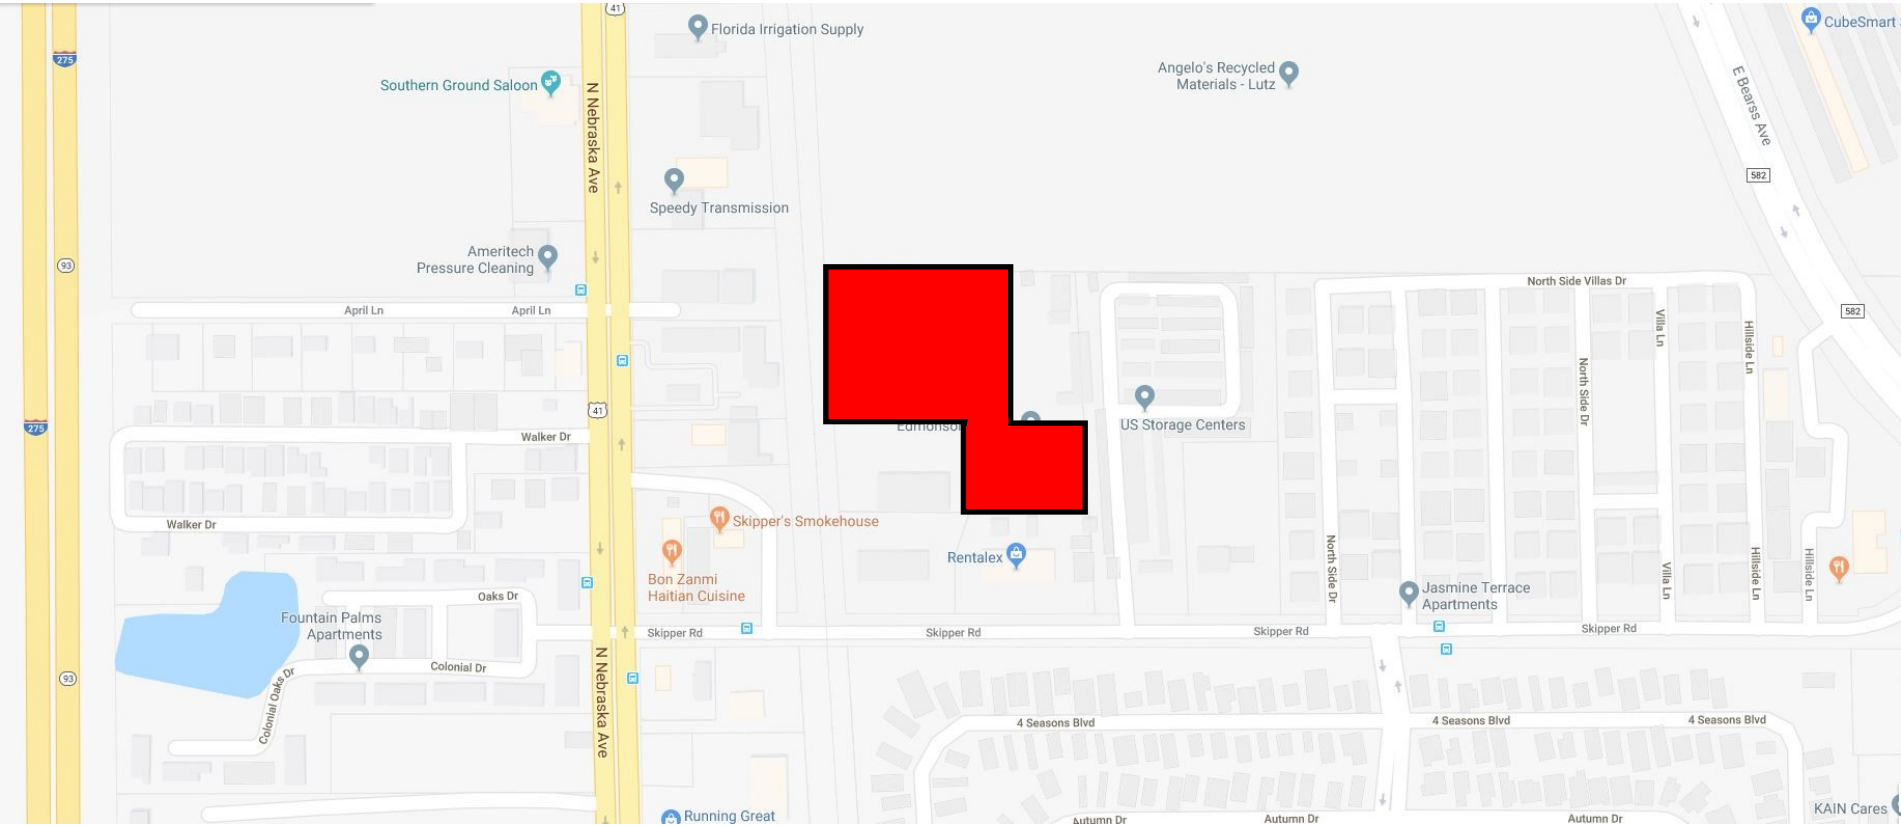 41
275
Florida Irrigation Supply
CubeSmart
Southern Ground Saloon
Angelo's Recycled
Materials - Lutz
N Nebraska Ave
E Bearss Ave
582
Speedy Transmission
Ameritech
Pressure Cleaning
93
April Ln
April Ln
North Side Villas Dr
582
Villa Ln
Hillside Ln
North Side Dr
41
275
Walker Dr
Edmonson
US Storage Centers
Walker Dr
Skipper's Smokehouse
Bon Zanmi
Haitian Cuisine
Rentalex
North Side Dr
Villa Ln
Hillside Ln
Hillside Ln
Jasmine Terrace
Apartments
Oaks Dr
Fountain Palms
Apartments
Skipper Rd
Skipper Rd
Skipper Rd
Skipper Rd
Colonial Dr
93
Colonial Oaks Dr
N Nebraska Ave
4 Seasons Blvd
4 Seasons Blvd
4 Seasons Blvd
Running Great
Autumn Dr
Autumn Dr
Autumn Dr
KAIN Cares